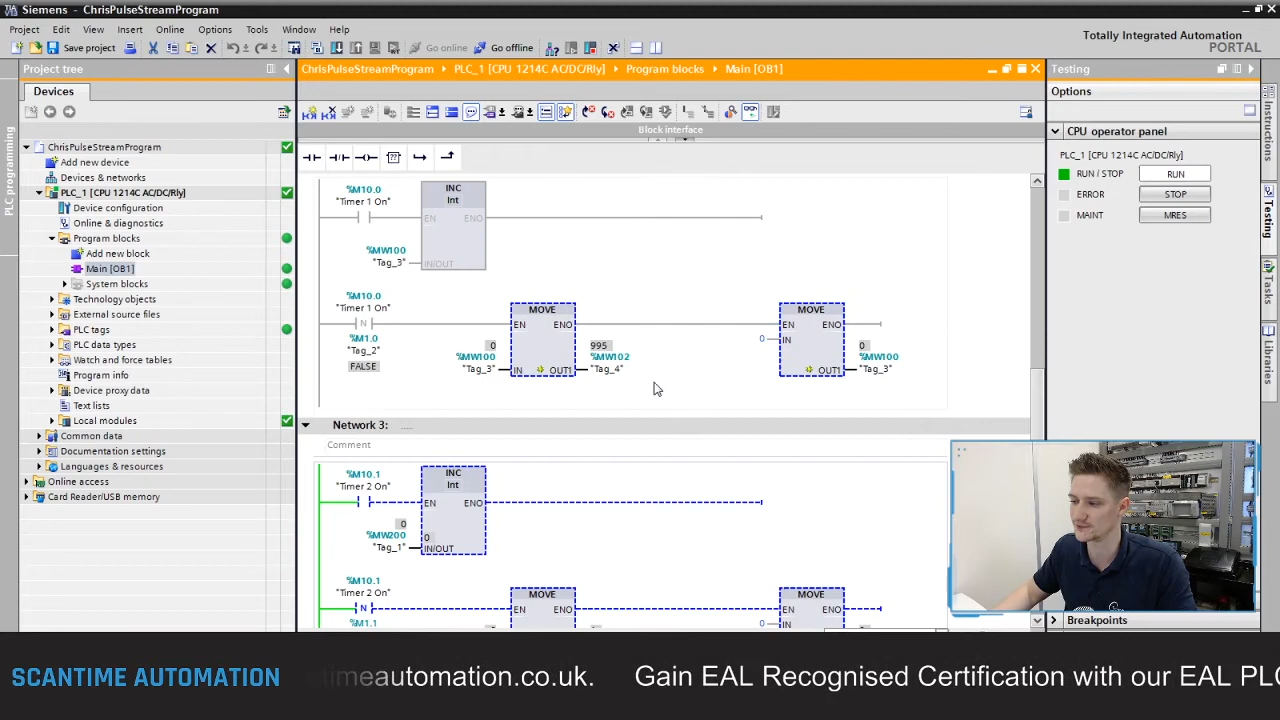 Siemens - ChrisPulseStreamProgram
Project Edit View Insert Online Options Tools Window Help
Totally Integrated Automation
PORTAL
Save project
Go online
Go offline
Project tree
ChrisPulseStreamProgram
PLC_1 [CPU 1214C AC/DC/Rly]
Program blocks
Main [OB1]
Testing
Devices
Options
PLC programming
Block interface
CPU operator panel
ChrisPulseStreamProgram
Add new device
Devices & networks
PLC_1 [CPU 1214C AC/DC/Rly]
Device configuration
Online & diagnostics
Program blocks
Add new block
Main [OB1]
System blocks
Technology objects
External source files
PLC tags
PLC data types
Watch and force tables
Program info
Device proxy data
Text lists
Local modules
Common data
Documentation settings
Languages & resources
Online access
Card Reader/USB memory
%M10.0
"Timer 1 On"
INC
Int
EN ENO
%MW100
"Tag_3"
IN/OUT
%M10.0
"Timer 1 On"
N
%M1.0
"Tag_2"
FALSE
MOVE
EN ENO
0
%MW100
"Tag_3"
IN OUT1
995
%MW102
"Tag_4"
MOVE
EN ENO
0 IN
OUT1
0
%MW100
"Tag_3"
Network 3: .....
Comment
%M10.1
"Timer 2 On"
INC
Int
EN ENO
0
%MW200
"Tag_1"
0
IN/OUT
%M10.1
"Timer 2 On"
N
%M1.1
MOVE
EN ENO
MOVE
EN ENO
0 IN
PLC_1 [CPU 1214C AC/DC/Rly]
RUN / STOP RUN
ERROR STOP
MAINT MRES
Breakpoints
Instructions
Testing
Tasks
Libraries
SCANTIME AUTOMATION
timeautomation.co.uk. Gain EAL Recognised Certification with our EAL PLC